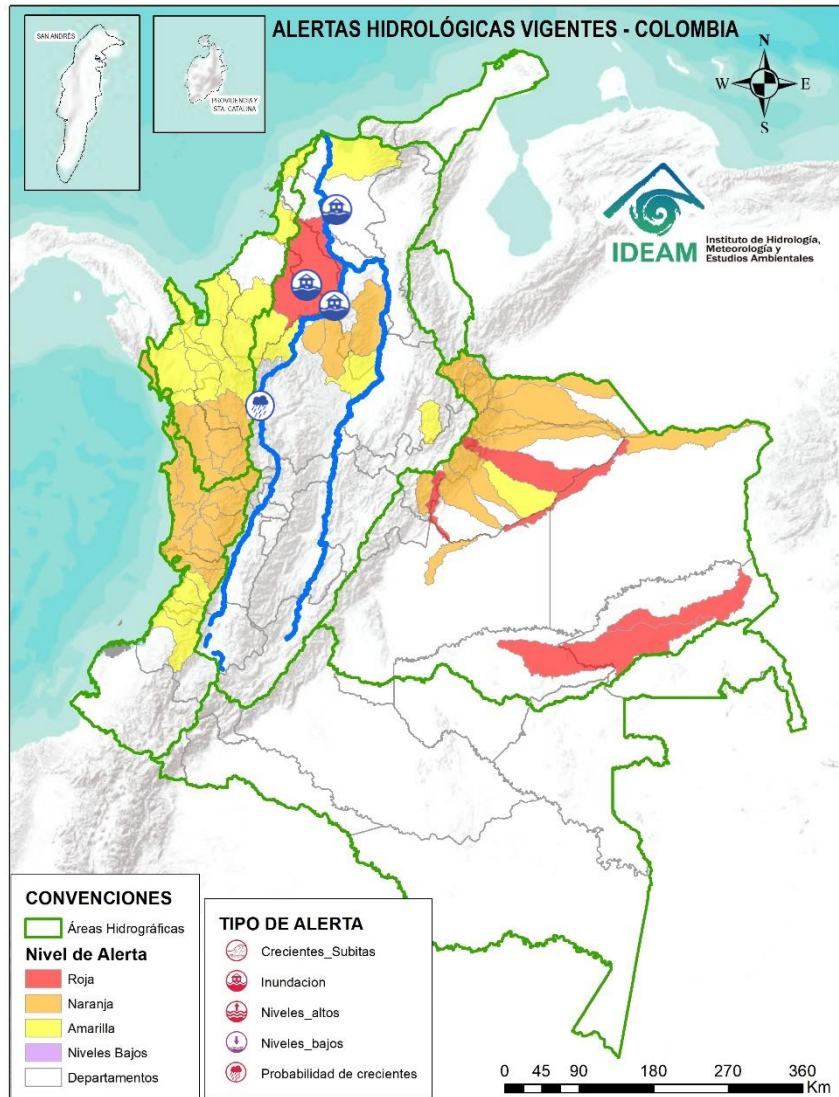 SAN ANDRÉS
PROVIDENCIA Y
STA. CATALINA
ALERTAS HIDROLÓGICAS VIGENTES - COLOMBIA
N
W
E
S
IDEAM
Instituto de Hidrología,
Meteorología y
Estudios Ambientales
CONVENCIONES
Áreas Hidrográficas
Nivel de Alerta
Roja
Naranja
Amarilla
Niveles Bajos
Departamentos
TIPO DE ALERTA
Crecientes_Subitas
Inundacion
Niveles_altos
Niveles_bajos
Probabilidad de crecientes
0 45 90 180 270 360
Km